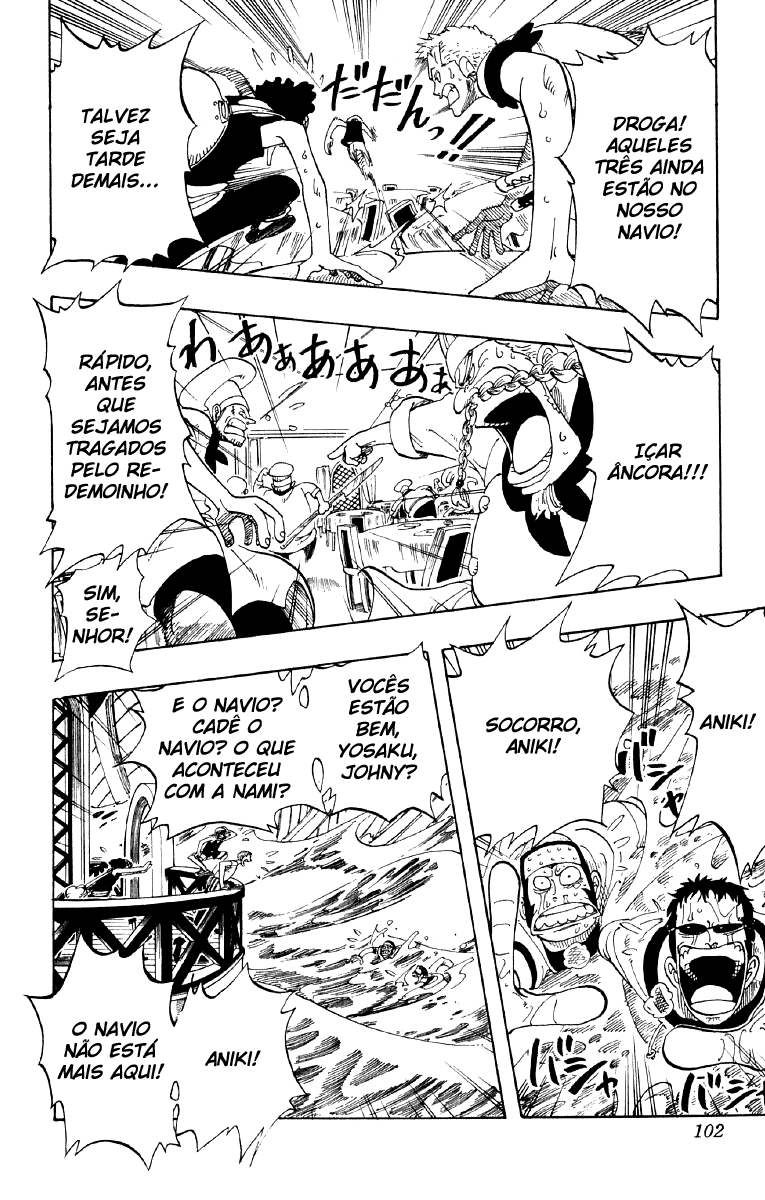 DROGA!
AQUELES
TRÊS AINDA
ESTÃO NO
NOSSO
NAVIO!
だだんっ!!
TALVEZ
SEJA
TARDE
DEMAIS...
IÇAR
ÂNCORA!!!
わああああぁ
RÁPIDO,
ANTES
QUE
SEJAMOS
TRAGADOS
PELO RE-
DEMOINHO!
SIM,
SE-
NHOR!
ANIKI!
SOCORRO,
ANIKI!
バシャ
バシャ
バシャ
VOCÊS
ESTÃO
BEM,
YOSAKU,
JOHNY?
E O NAVIO?
CADÊ O
NAVIO? O QUE
ACONTECEU
COM A NAMI?
ANIKI!
O NAVIO
NÃO ESTÁ
MAIS AQUI!
102